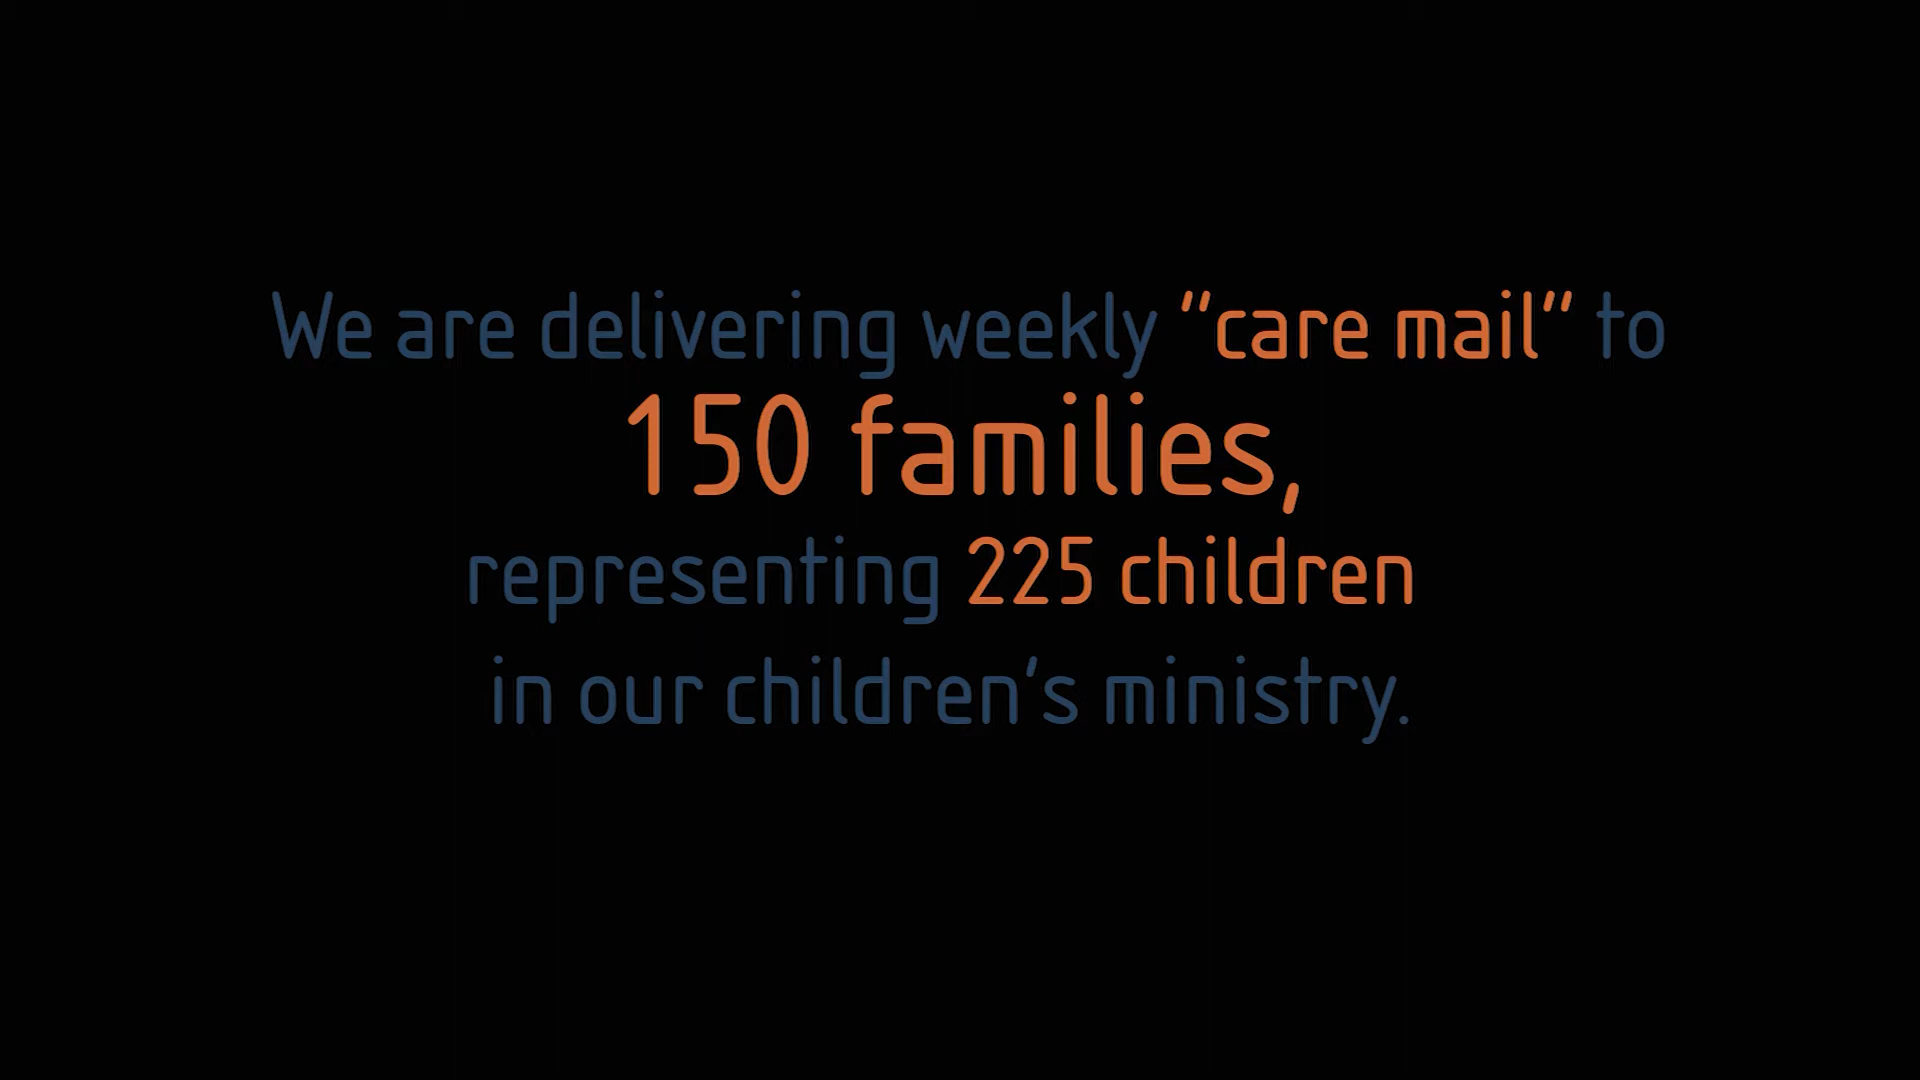 We are delivering weekly “care mail” to
150 families,
representing 225 children
in our children’s ministry.